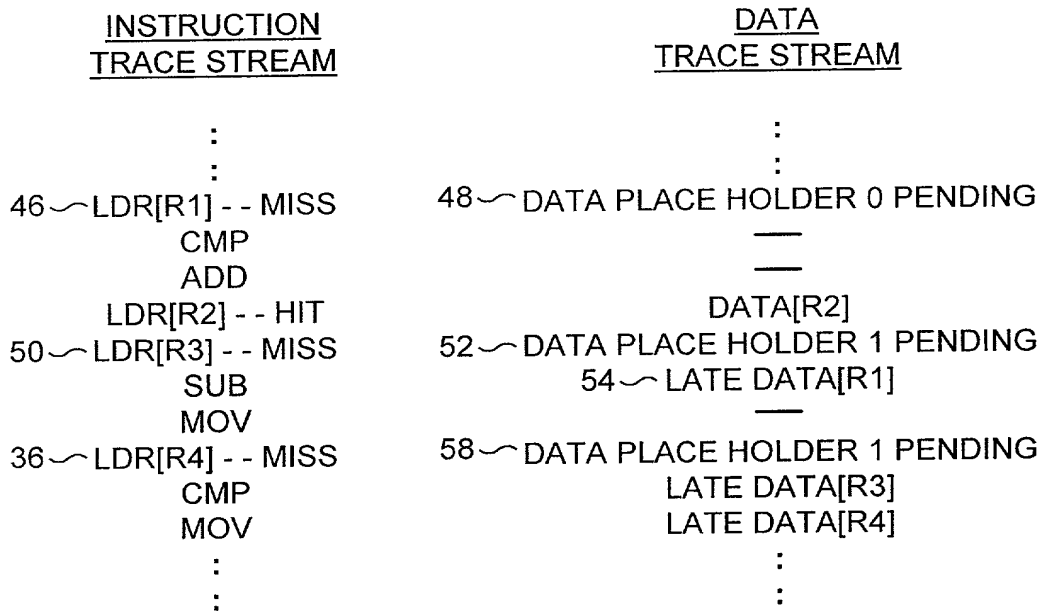 INSTRUCTION
TRACE STREAM
:
:
46 LDR[R1] - - MISS
CMP
ADD
LDR[R2] - - HIT
50 LDR[R3] - - MISS
SUB
MOV
36 LDR[R4] - - MISS
CMP
MOV
:
:
DATA
TRACE STREAM
:
:
48 DATA PLACE HOLDER 0 PENDING
—
—
DATA[R2]
52 DATA PLACE HOLDER 1 PENDING
54 LATE DATA[R1]
—
58 DATA PLACE HOLDER 1 PENDING
LATE DATA[R3]
LATE DATA[R4]
:
: